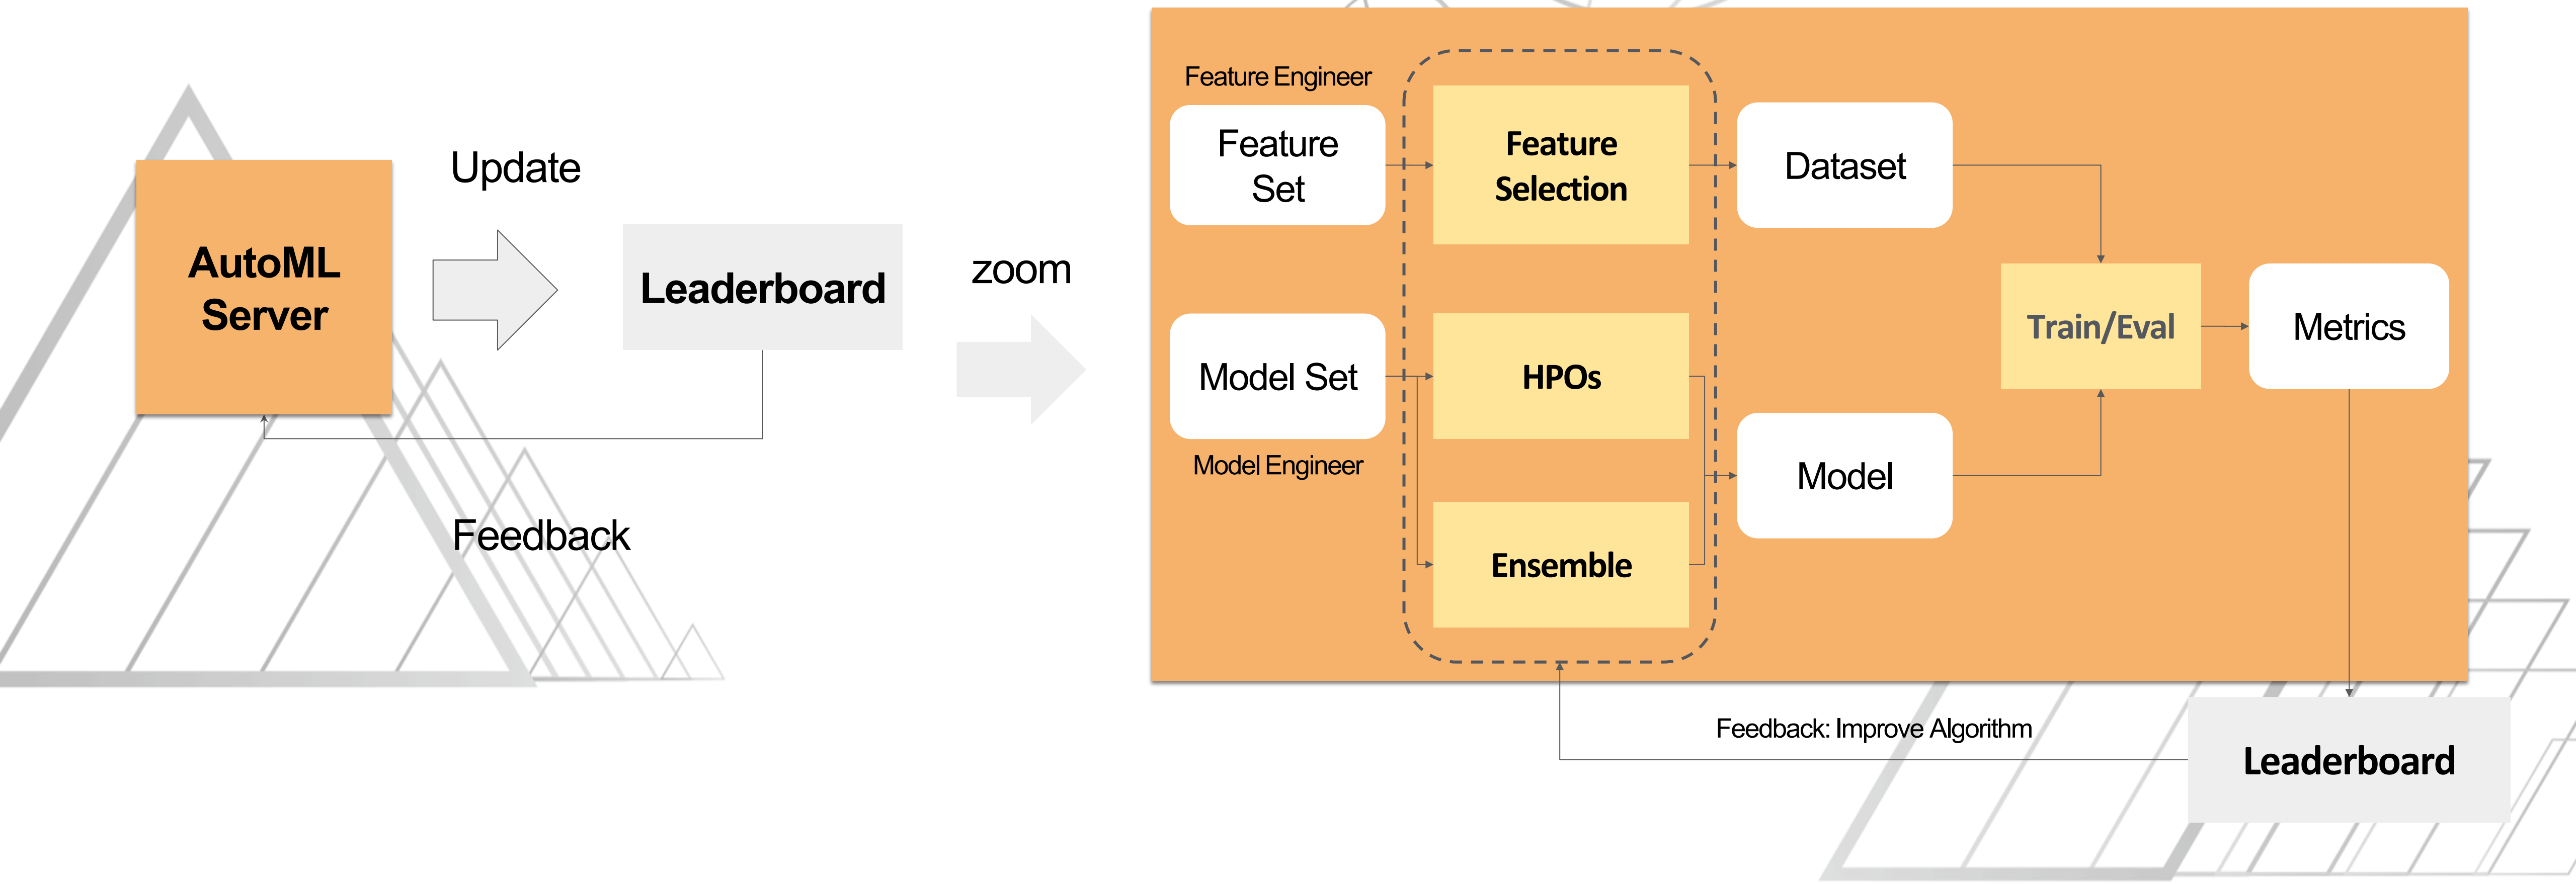 Update
AutoML
Server
Leaderboard
Feedback
zoom
Feature Engineer
Feature
Set
Feature
Selection
Dataset
Model Set
Model Engineer
HPOs
Ensemble
Model
Train/Eval
Metrics
Feedback: Improve Algorithm
Leaderboard